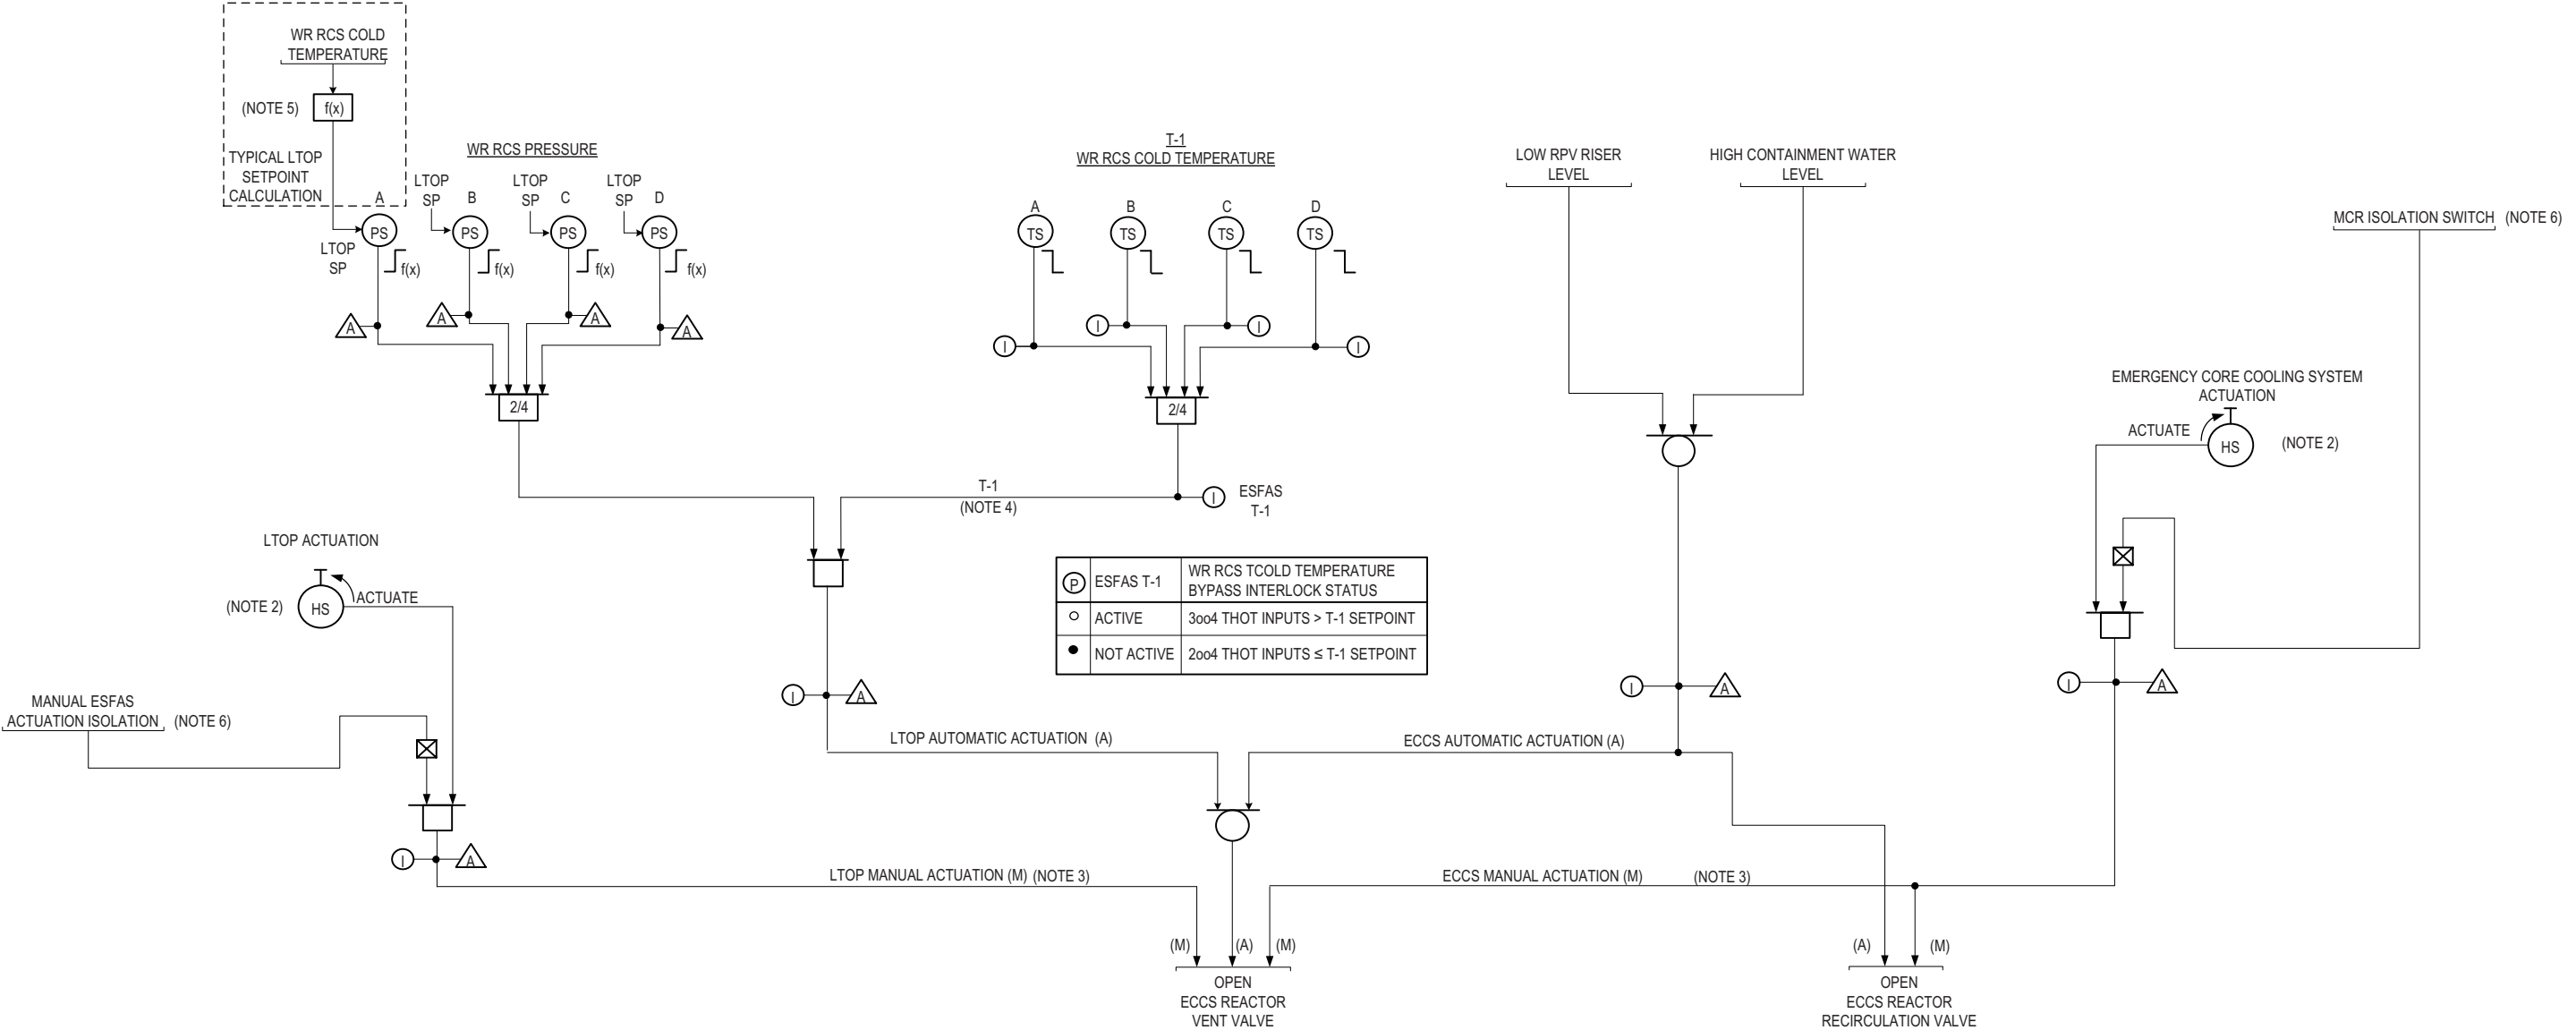 WR RCS COLD
TEMPERATURE
(NOTE 5)
f(x)
TYPICAL LTOP
SETPOINT
CALCULATION
WR RCS PRESSURE
LTOP
SP
LTOP
SP
LTOP
SP
A
B
C
D
PS
PS
PS
PS
LTOP
SP
f(x)
f(x)
f(x)
f(x)
A
A
A
A
2/4
T-1
WR RCS COLD TEMPERATURE
A
B
C
D
TS
TS
TS
TS
I
I
I
I
2/4
T-1
(NOTE 4)
I
ESFAS
T-1
LOW RPV RISER
LEVEL
HIGH CONTAINMENT WATER
LEVEL
MCR ISOLATION SWITCH (NOTE 6)
EMERGENCY CORE COOLING SYSTEM
ACTUATION
ACTUATE
HS
(NOTE 2)
LTOP ACTUATION
(NOTE 2)
HS
ACTUATE
P ESFAS T-1 WR RCS TCOLD TEMPERATURE
BYPASS INTERLOCK STATUS
ACTIVE 3oo4 THOT INPUTS > T-1 SETPOINT
NOT ACTIVE 2oo4 THOT INPUTS ≤ T-1 SETPOINT
MANUAL ESFAS
ACTUATION ISOLATION (NOTE 6)
I
A
I
A
I
A
LTOP AUTOMATIC ACTUATION (A)
ECCS AUTOMATIC ACTUATION (A)
I
A
LTOP MANUAL ACTUATION (M) (NOTE 3)
ECCS MANUAL ACTUATION (M) (NOTE 3)
(M)
(A)
(M)
(A)
(M)
OPEN
ECCS REACTOR
VENT VALVE
OPEN
ECCS REACTOR
RECIRCULATION VALVE